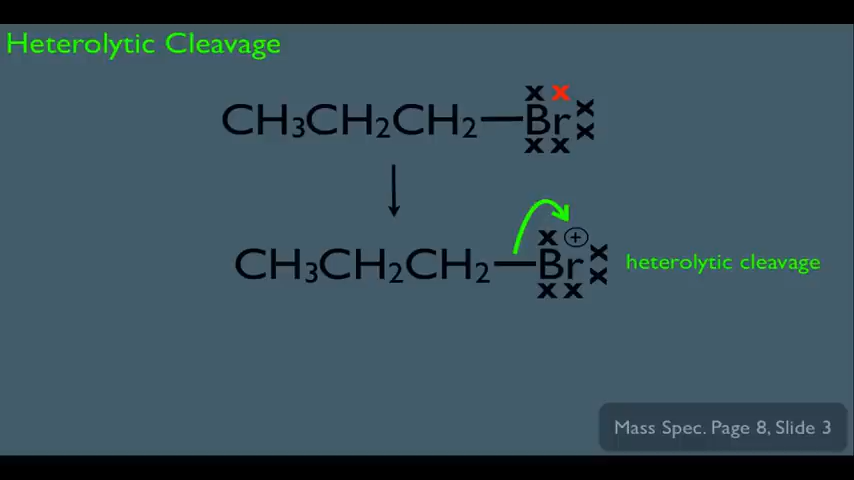 Heterolytic Cleavage
x x
CH₃CH₂CH₂—Br x x
x x
x ⊕
CH₃CH₂CH₂—Br x x heterolytic cleavage
x x
Mass Spec. Page 8, Slide 3